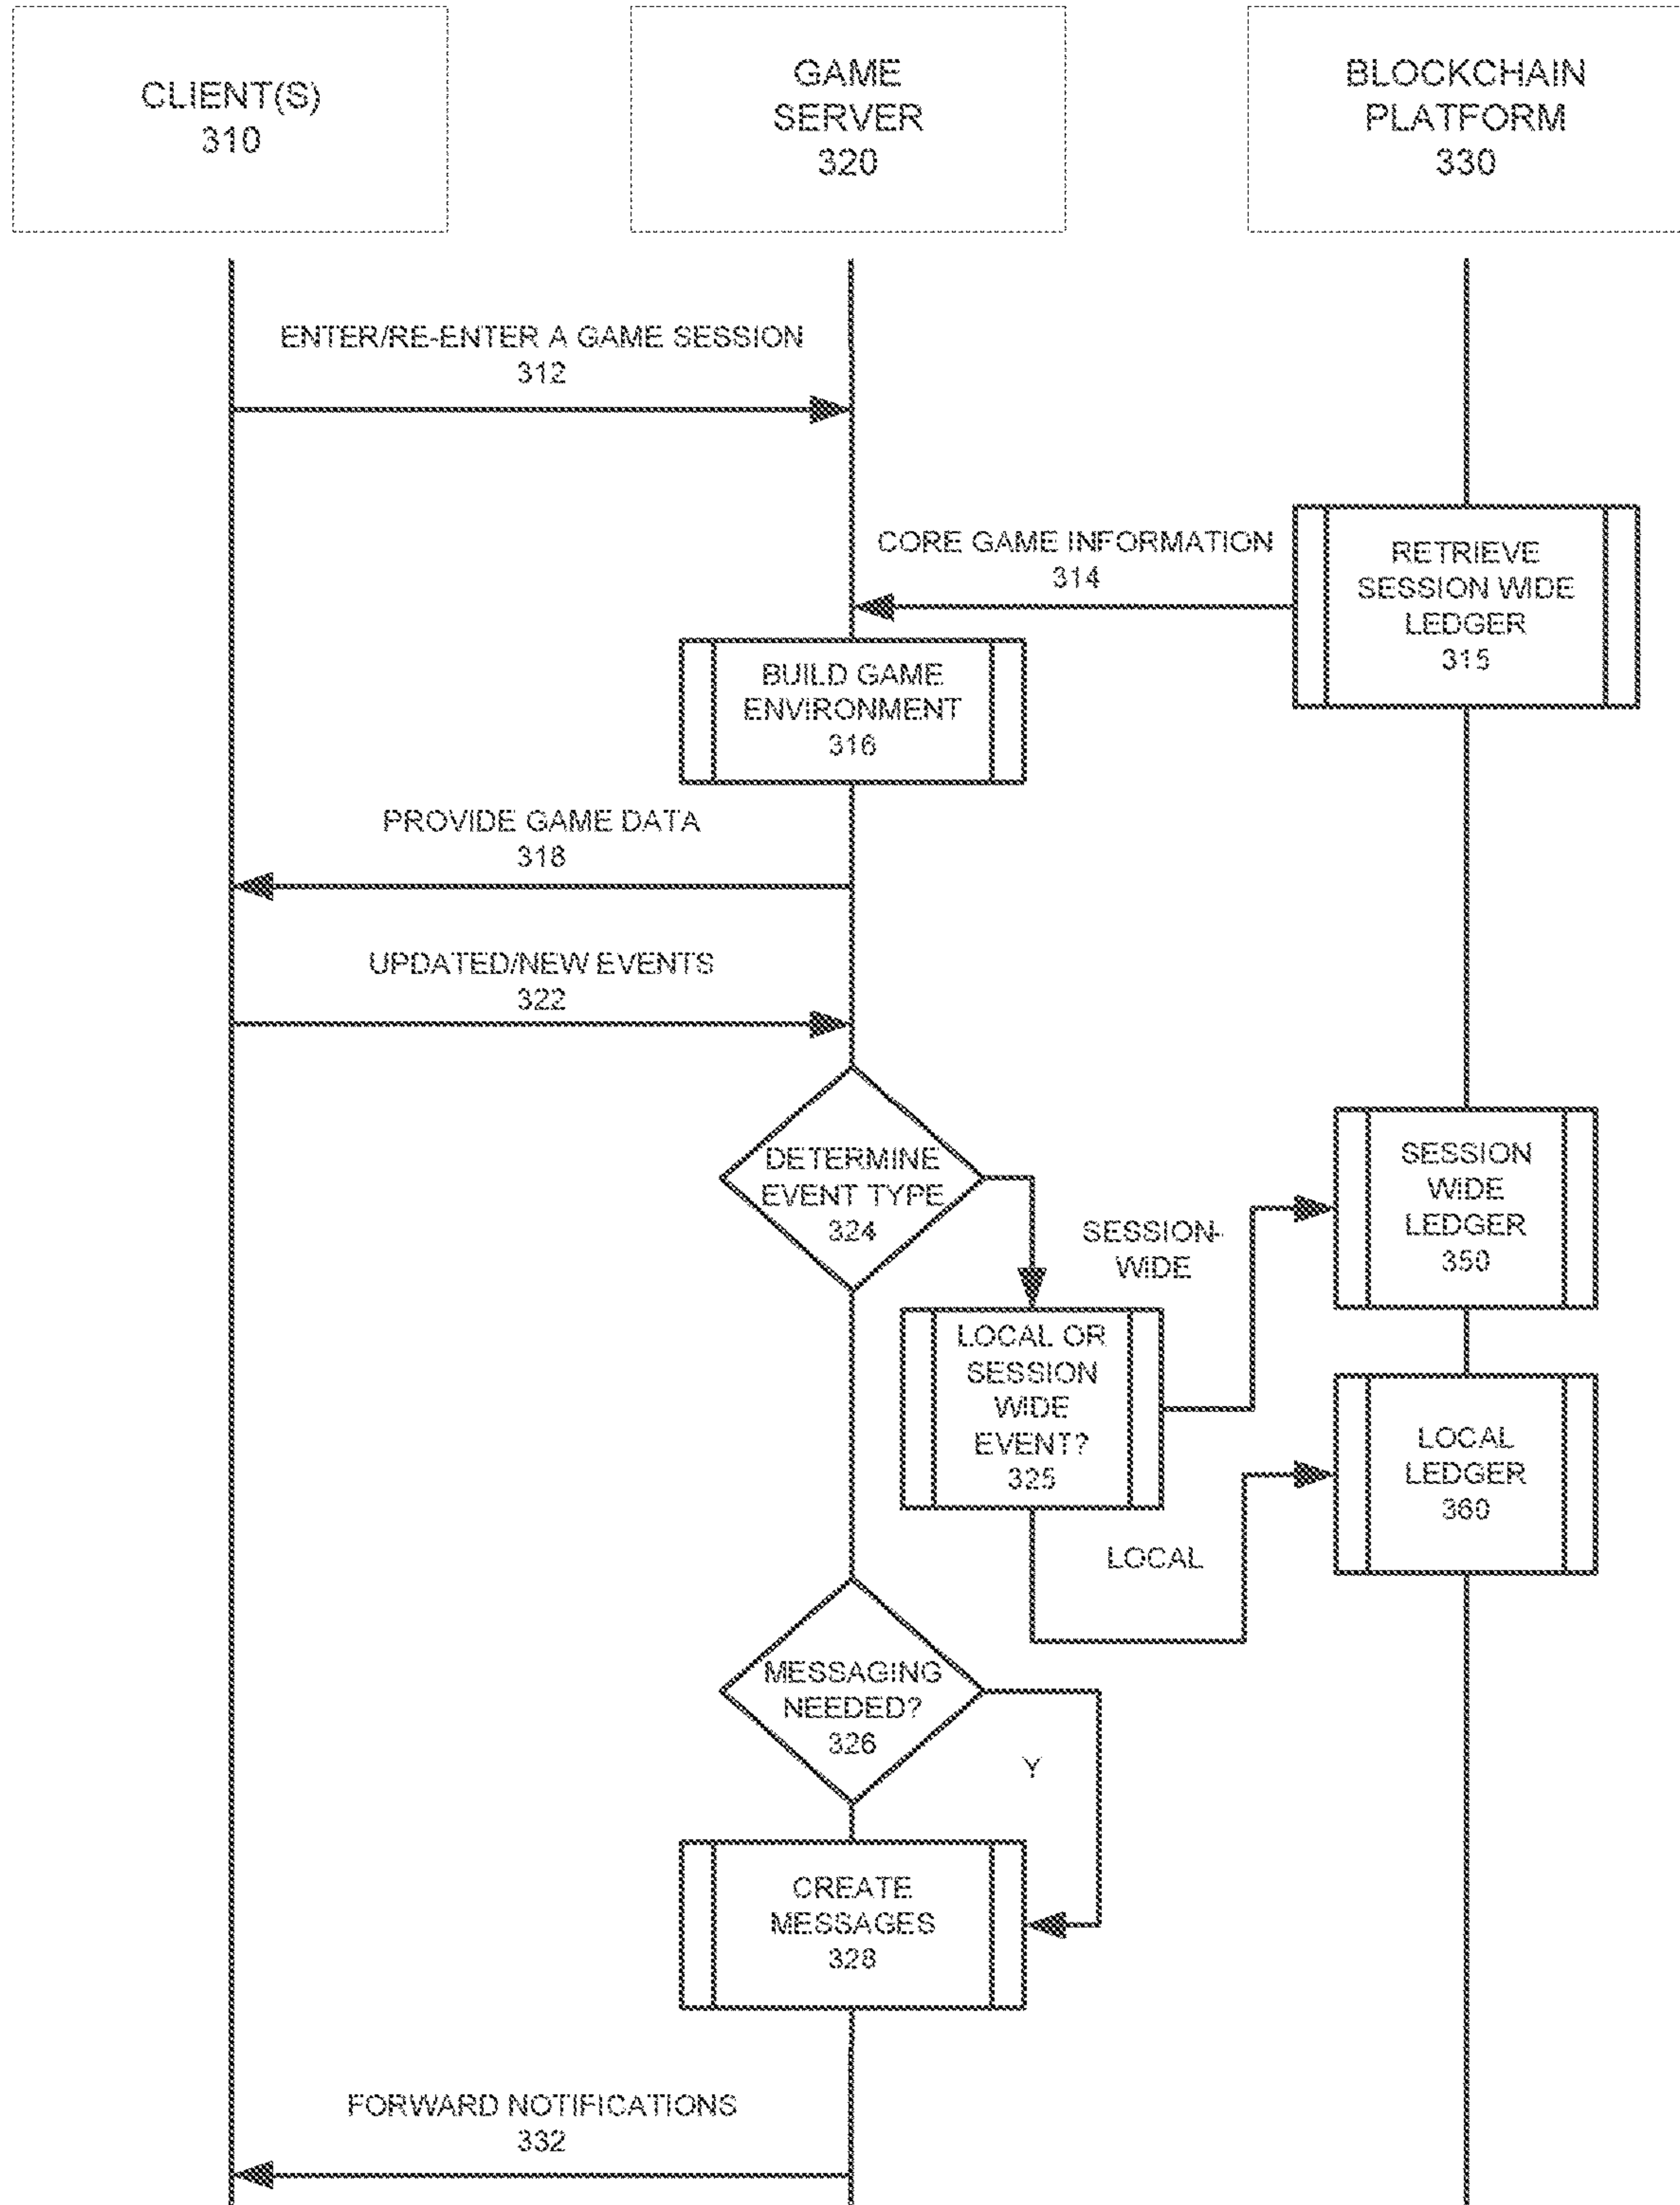 CLIENT(S)
310
GAME
SERVER
320
BLOCKCHAIN
PLATFORM
330
ENTER/RE-ENTER A GAME SESSION
312
CORE GAME INFORMATION
314
RETRIEVE
SESSION WIDE
LEDGER
315
BUILD GAME
ENVIRONMENT
316
PROVIDE GAME DATA
318
UPDATED/NEW EVENTS
322
DETERMINE
EVENT TYPE
324
SESSION-
WIDE
SESSION
WIDE
LEDGER
350
LOCAL OR
SESSION
WIDE
EVENT?
325
LOCAL
LEDGER
360
LOCAL
MESSAGING
NEEDED?
326
Y
CREATE
MESSAGES
328
FORWARD NOTIFICATIONS
332